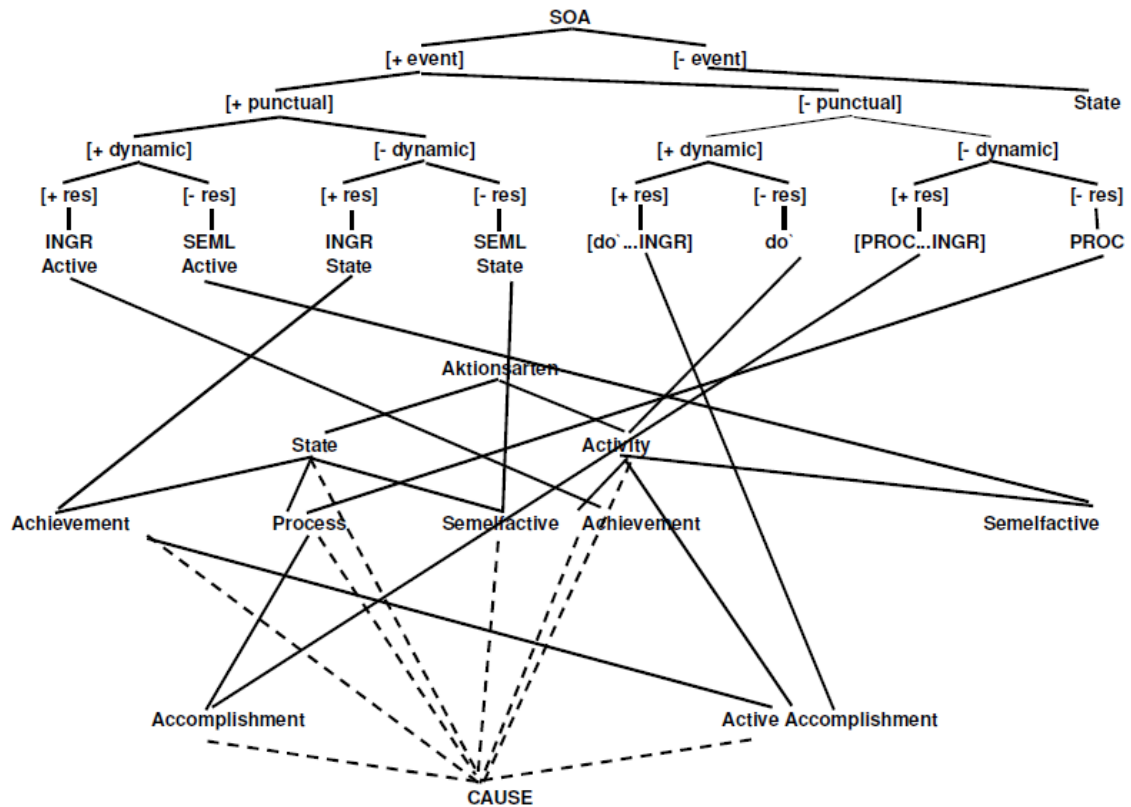 SOA
[+ event] [- event]
[+ punctual] [- punctual] State
[+ dynamic] [- dynamic] [+ dynamic] [- dynamic]
[+ res] [- res] [+ res] [- res] [+ res] [- res] [+ res] [- res]
INGR SEML INGR SEML [do`...INGR] do` [PROC...INGR] PROC
Active Active State State
Aktionsarten
State Activity
Achievement Process Semelfactive Achievement Semelfactive
Accomplishment Active Accomplishment
CAUSE